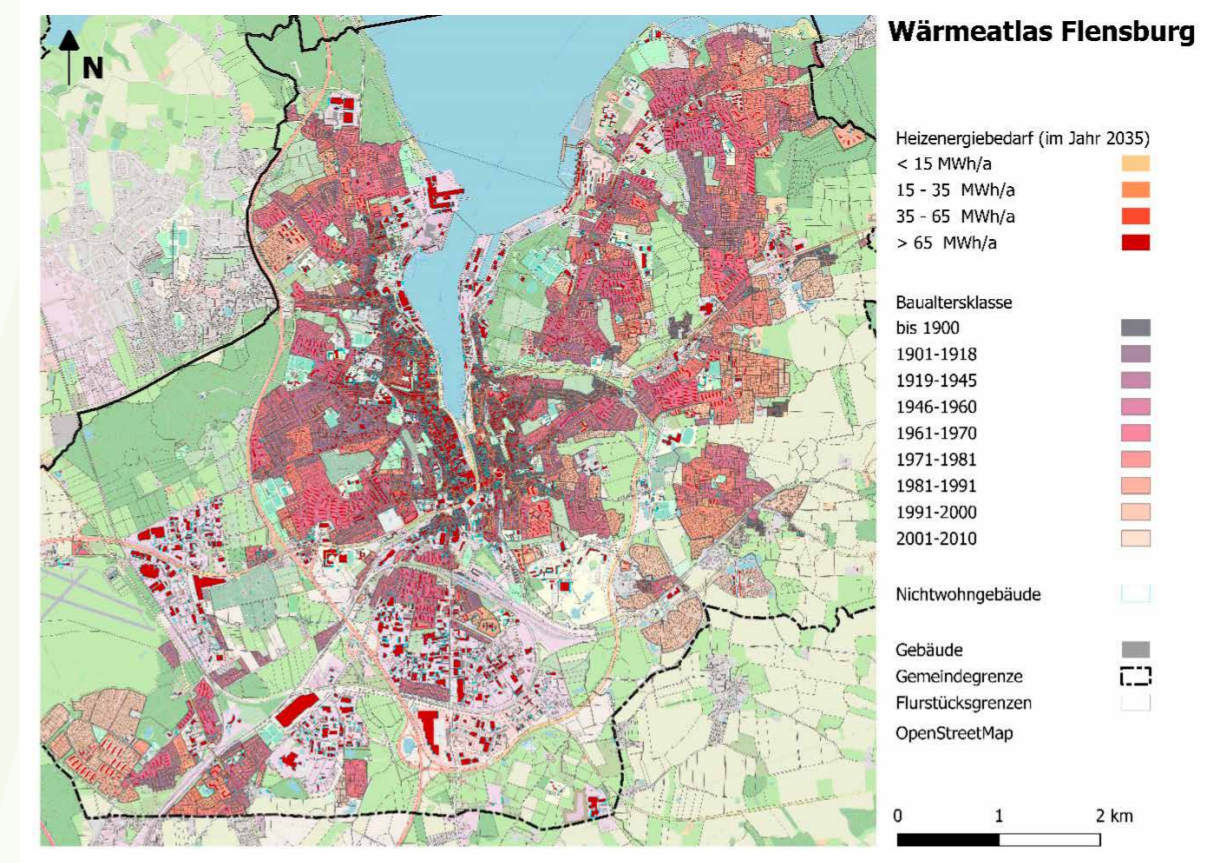 Wärmeatlas Flensburg
N
Heizenergiebedarf (im Jahr 2035)
< 15 MWh/a
15 - 35 MWh/a
35 - 65 MWh/a
> 65 MWh/a
Baualtersklasse
bis 1900
1901-1918
1919-1945
1946-1960
1961-1970
1971-1981
1981-1991
1991-2000
2001-2010
Nichtwohngebäude
Gebäude
Gemeindegrenze
Flurstücksgrenzen
OpenStreetMap
0 1 2 km